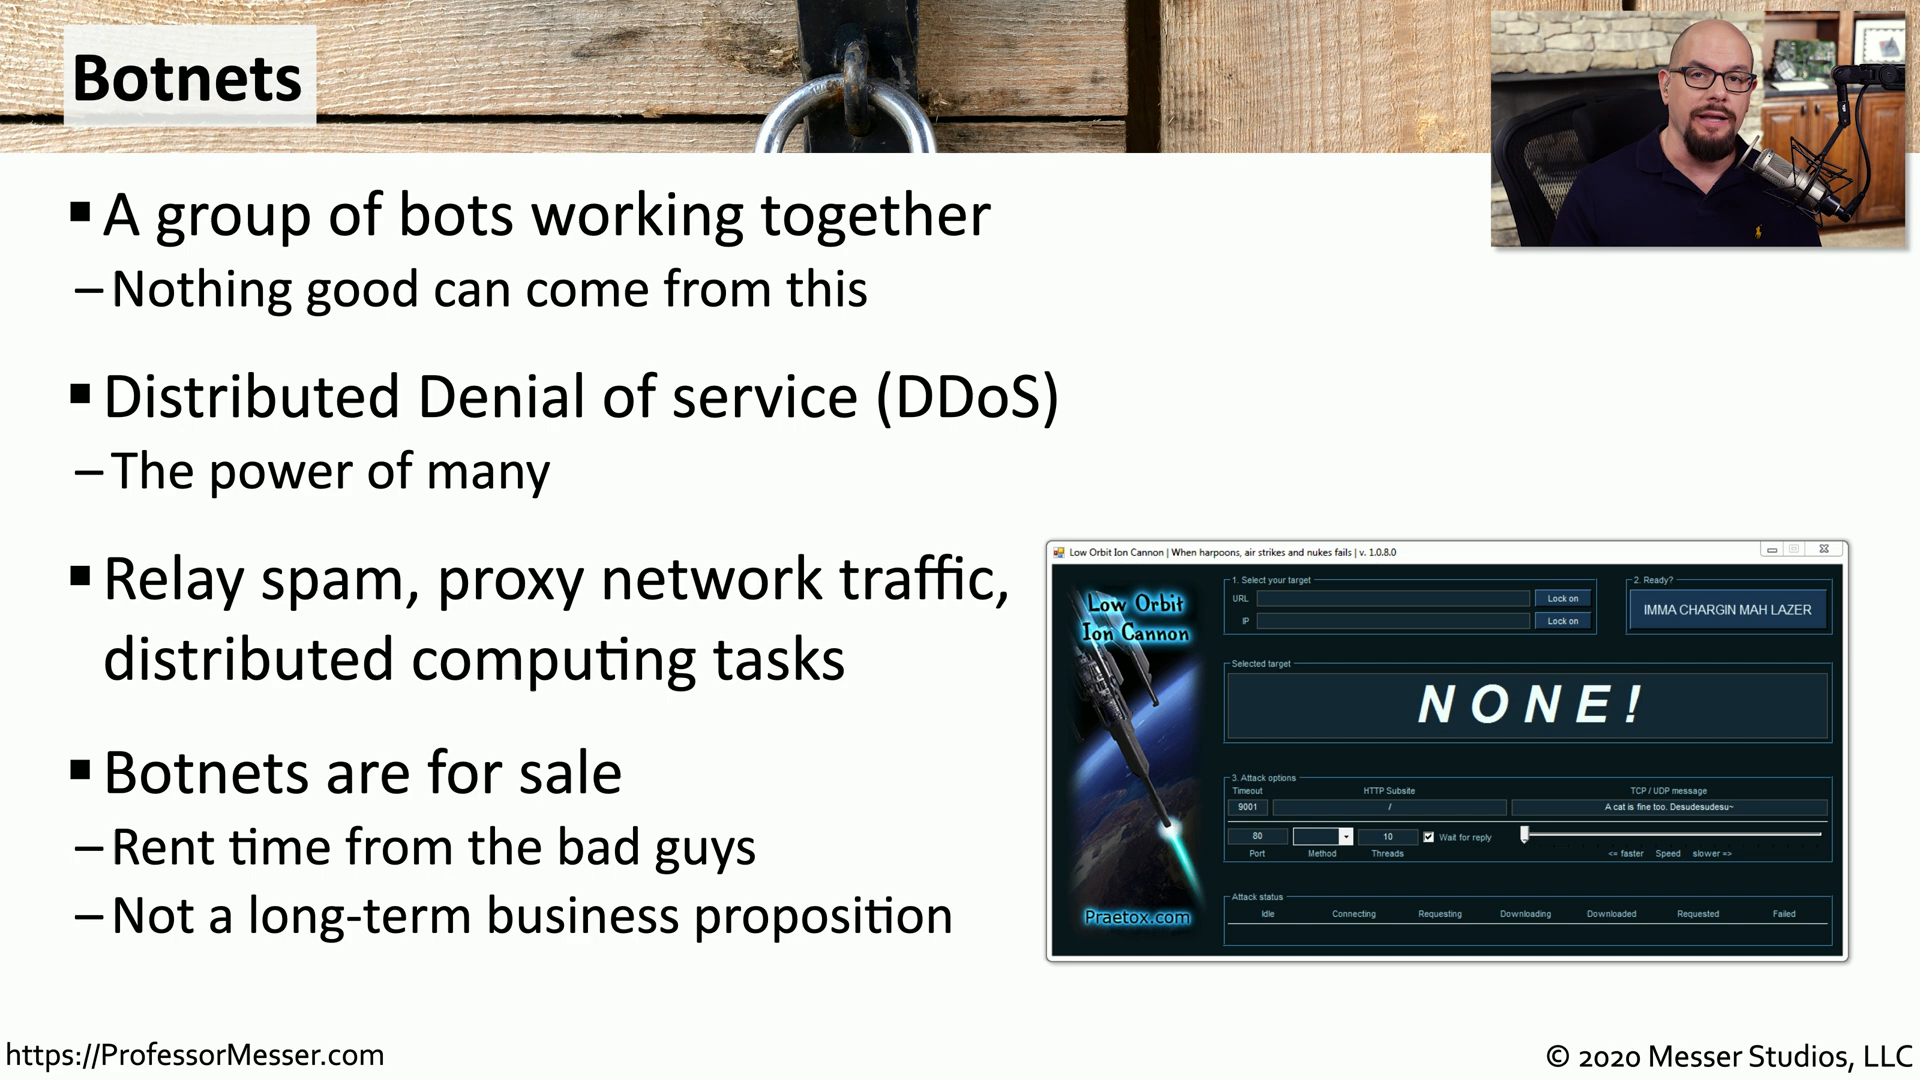 Botnets
▪ A group of bots working together
– Nothing good can come from this
▪ Distributed Denial of service (DDoS)
– The power of many
▪ Relay spam, proxy network traffic,
distributed computing tasks
▪ Botnets are for sale
– Rent time from the bad guys
– Not a long-term business proposition
Low Orbit Ion Cannon | When harpoons, air strikes and nukes fails | v. 1.0.8.0
Low Orbit
Ion Cannon
Praetox.com
1. Select your target
URL Lock on
IP Lock on
2. Ready?
IMMA CHARGIN MAH LAZER
Selected target
NONE!
3. Attack options
Timeout HTTP Subsite TCP / UDP message
9001 / A cat is fine too. Desudesudesu~
80 10 Wait for reply
Port Method Threads <= faster Speed slower =>
Attack status
Idle Connecting Requesting Downloading Downloaded Requested Failed
https://ProfessorMesser.com
© 2020 Messer Studios, LLC